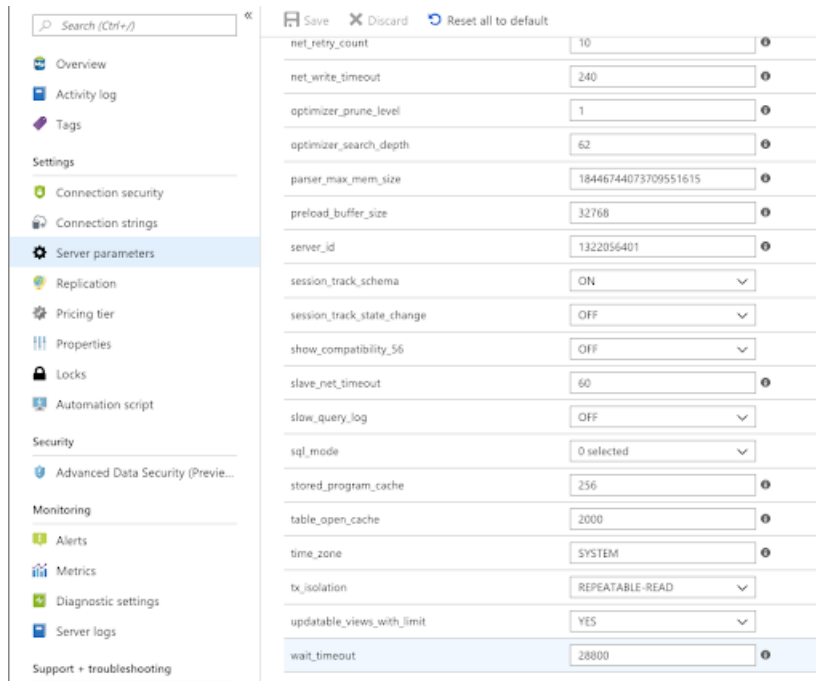 Search (Ctrl+/)
«
Overview
Activity log
Tags
Settings
Connection security
Connection strings
Server parameters
Replication
Pricing tier
Properties
Locks
Automation script
Security
Advanced Data Security (Previe...
Monitoring
Alerts
Metrics
Diagnostic settings
Server logs
Support + troubleshooting
Save Discard Reset all to default
net_retry_count 10
net_write_timeout 240
optimizer_prune_level 1
optimizer_search_depth 62
parser_max_mem_size 18446744073709551615
preload_buffer_size 32768
server_id 1322056401
session_track_schema ON
session_track_state_change OFF
show_compatibility_56 OFF
slave_net_timeout 60
slow_query_log OFF
sql_mode 0 selected
stored_program_cache 256
table_open_cache 2000
time_zone SYSTEM
tx_isolation REPEATABLE-READ
updatable_views_with_limit YES
wait_timeout 28800